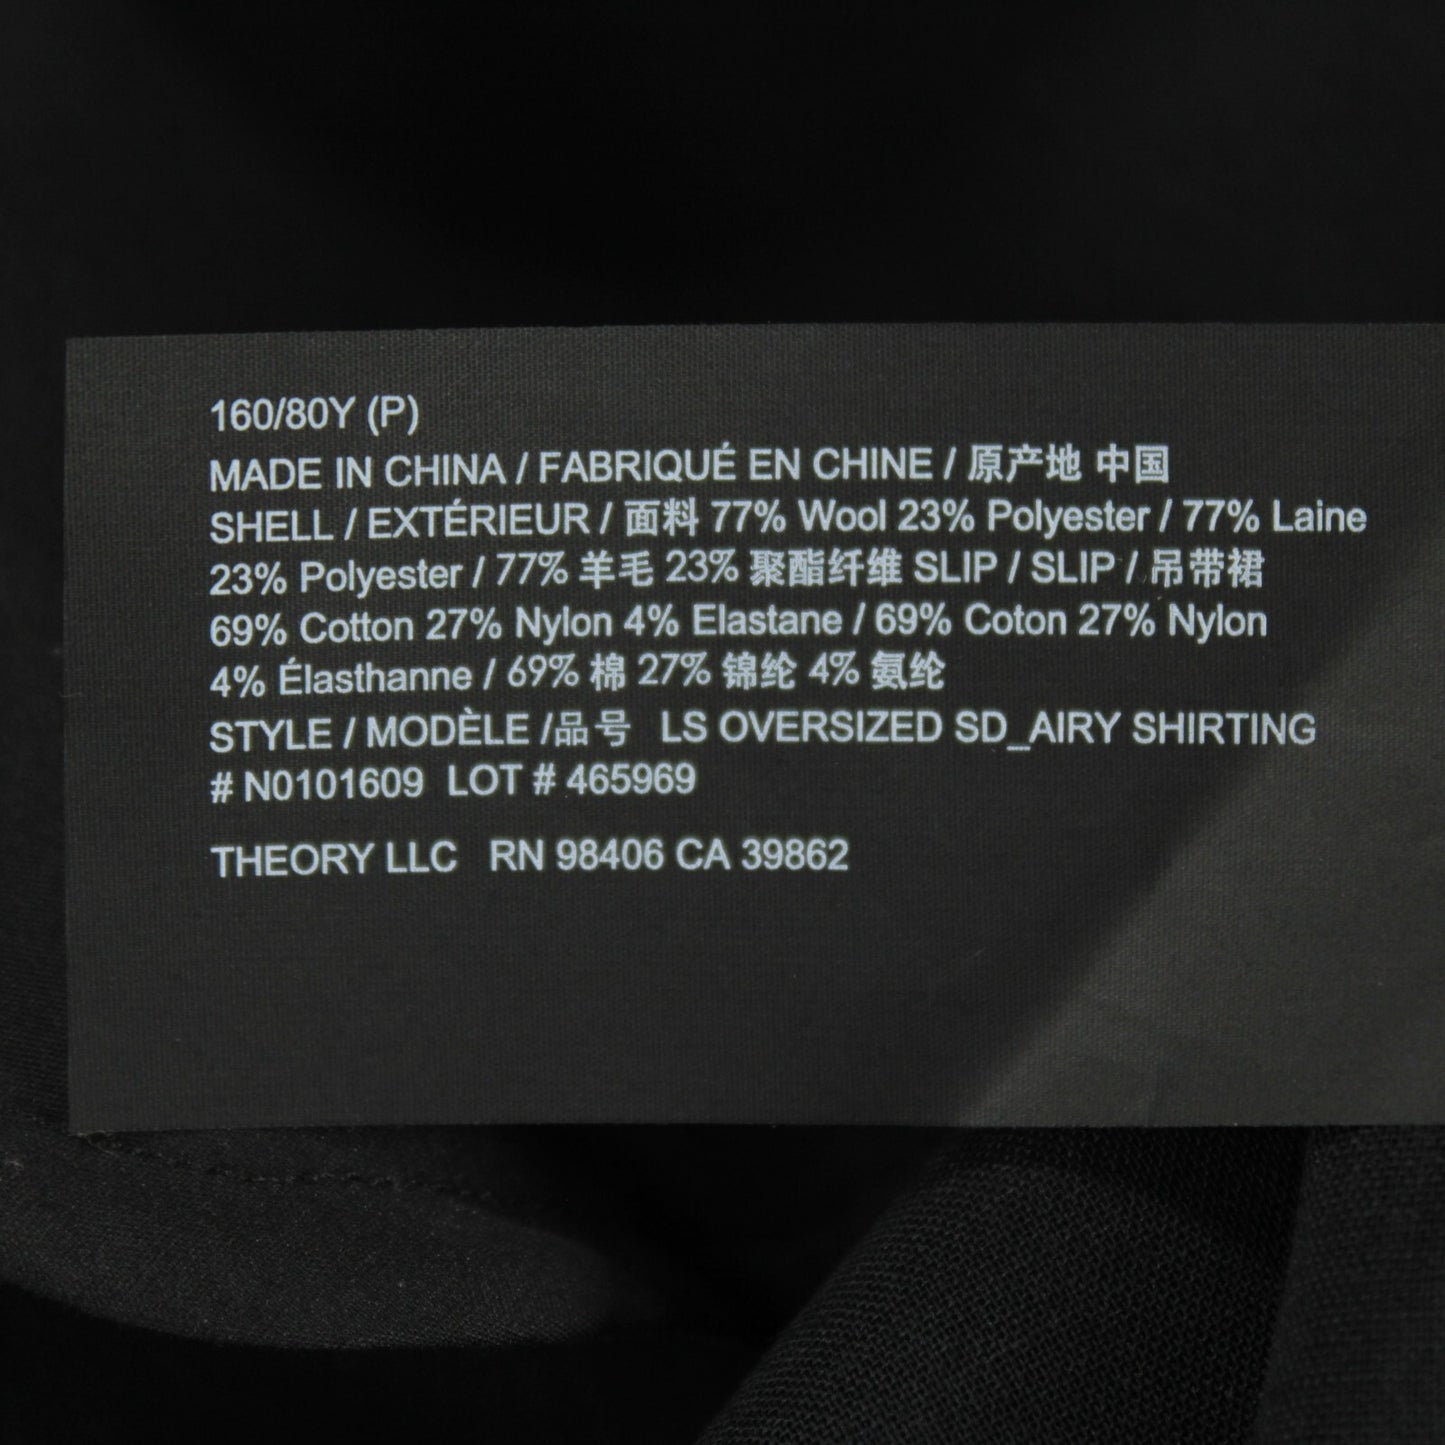 160/80Y (P)
MADE IN CHINA / FABRIQUÉ EN CHINE / 原产地 中国
SHELL / EXTÉRIEUR / 面料 77% Wool 23% Polyester / 77% Laine
23% Polyester / 77% 羊毛 23% 聚酯纤维 SLIP / SLIP / 吊带裙
69% Cotton 27% Nylon 4% Elastane / 69% Coton 27% Nylon
4% Élasthanne / 69% 棉 27% 锦纶 4% 氨纶
STYLE / MODÈLE /品号 LS OVERSIZED SD_AIRY SHIRTING
# N0101609 LOT # 465969
THEORY LLC RN 98406 CA 39862